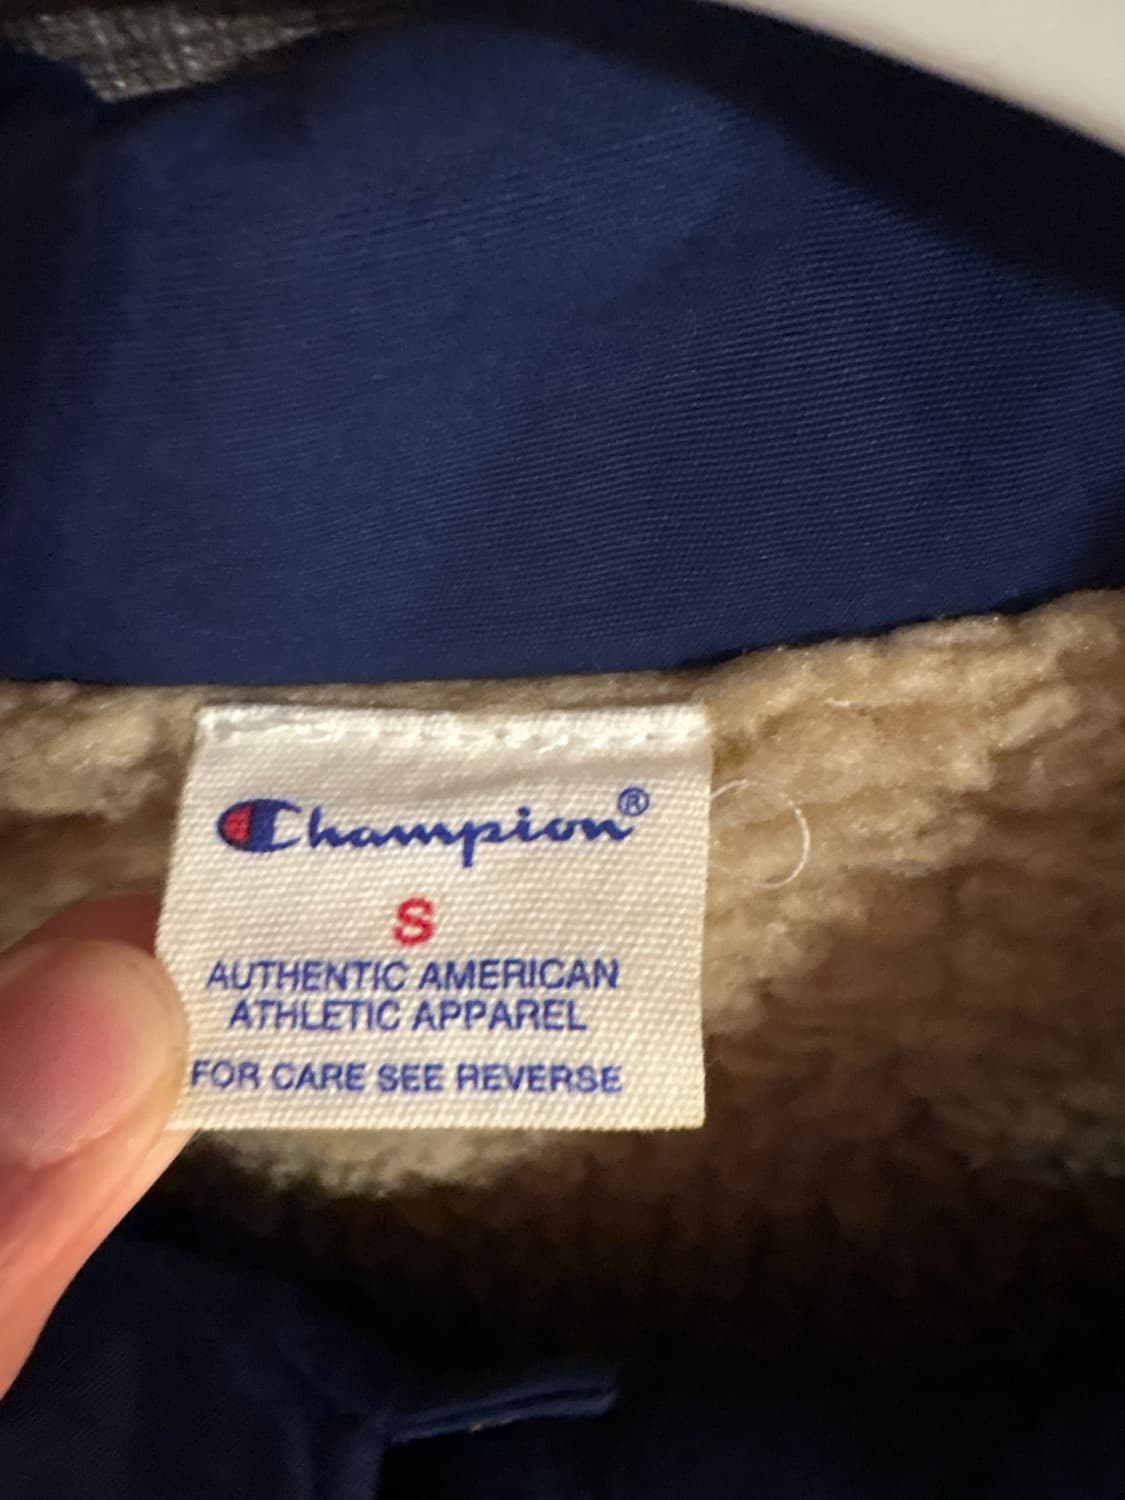 Champion®
S
AUTHENTIC AMERICAN
ATHLETIC APPAREL
FOR CARE SEE REVERSE